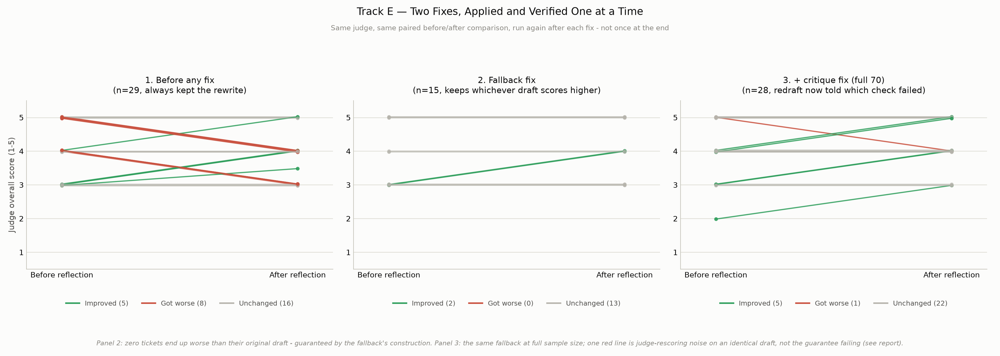 Track E — Two Fixes, Applied and Verified One at a Time
Same judge, same paired before/after comparison, run again after each fix - not once at the end
1. Before any fix
(n=29, always kept the rewrite)
Judge overall score (1-5)
5
4
3
2
1
Before reflection
After reflection
Improved (5)
Got worse (8)
Unchanged (16)
2. Fallback fix
(n=15, keeps whichever draft scores higher)
5
4
3
2
1
Before reflection
After reflection
Improved (2)
Got worse (0)
Unchanged (13)
3. + critique fix (full 70)
(n=28, redraft now told which check failed)
5
4
3
2
1
Before reflection
After reflection
Improved (5)
Got worse (1)
Unchanged (22)
Panel 2: zero tickets end up worse than their original draft - guaranteed by the fallback's construction. Panel 3: the same fallback at full sample size; one red line is judge-rescoring noise on an identical draft, not the guarantee failing (see report).